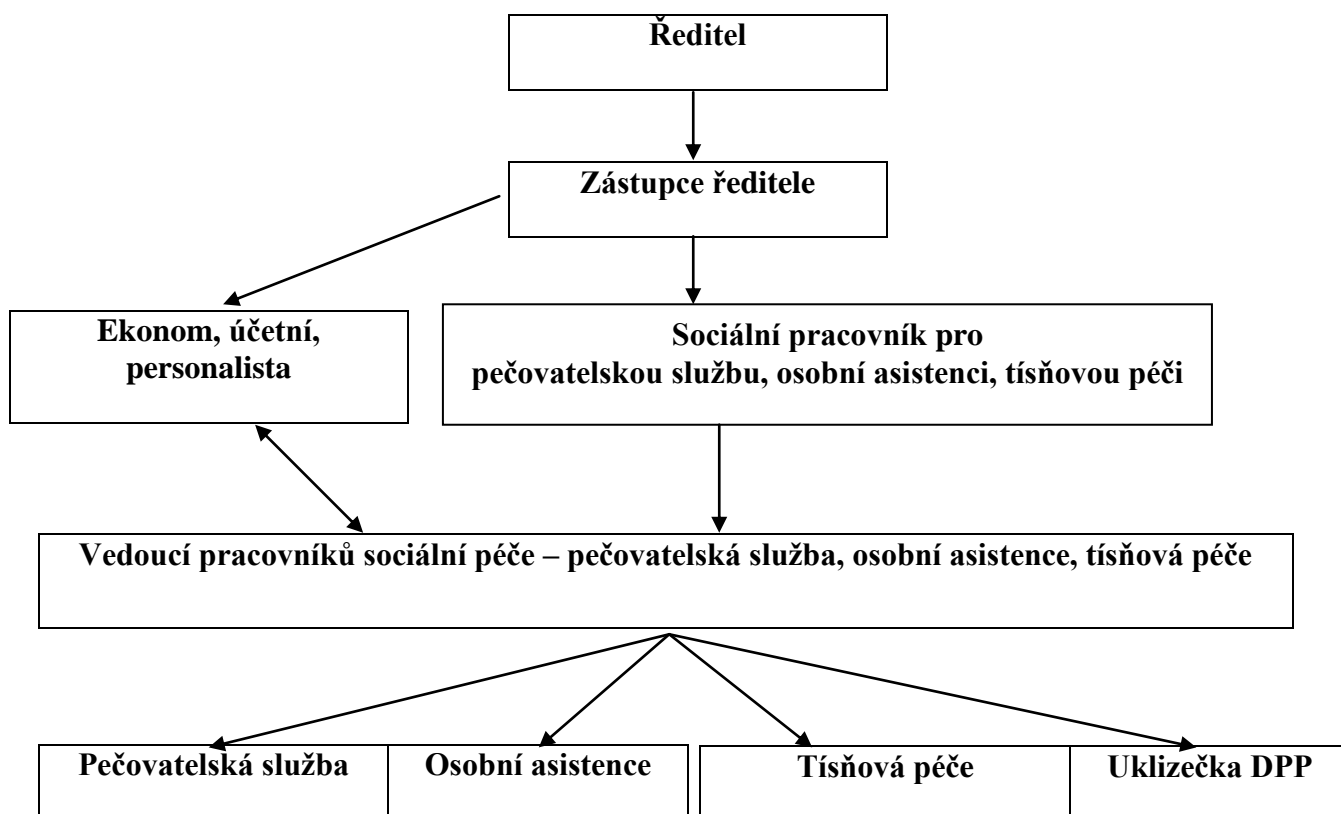 Ředitel
Zástupce ředitele
Ekonom, účetní,
personalista
Sociální pracovník pro
pečovatelskou službu, osobní asistenci, tísňovou péči
Vedoucí pracovníků sociální péče – pečovatelská služba, osobní asistence, tísňová péče
Pečovatelská služba
Osobní asistence
Tísňová péče
Uklizečka DPP